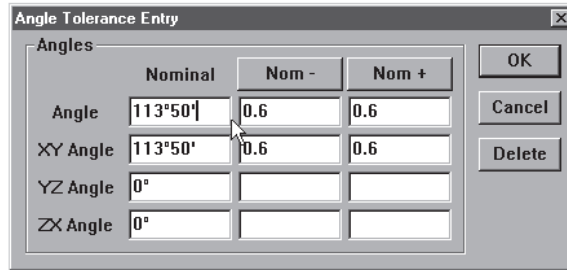 Angle Tolerance Entry
Angles
Nominal Nom - Nom + OK
Angle 113°50' 0.6 0.6 Cancel
XY Angle 113°50' 0.6 0.6 Delete
YZ Angle 0°
ZX Angle 0°